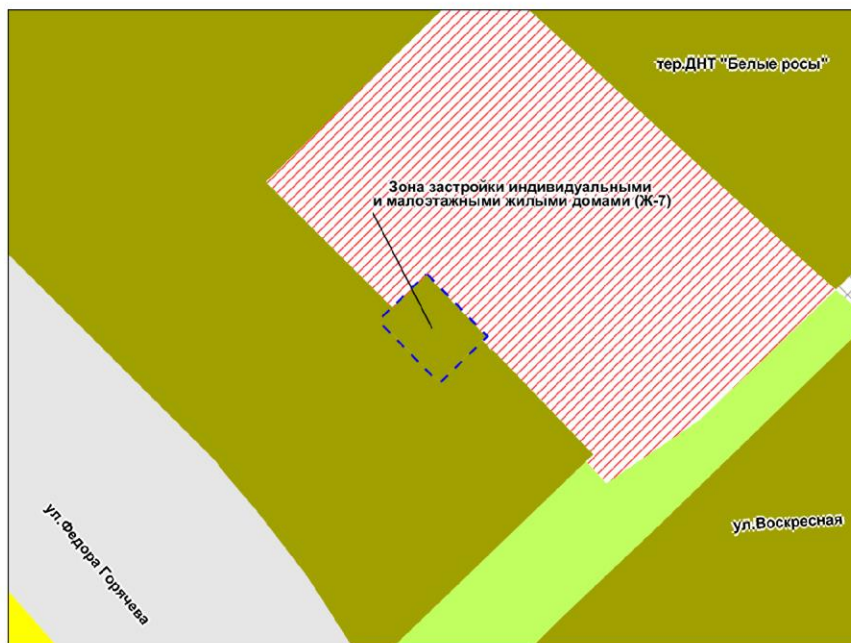 тер.ДНТ "Белые росы"
Зона застройки индивидуальными
и малоэтажными жилыми домами (Ж-7)
ул.Федора Горячева
ул.Воскресная